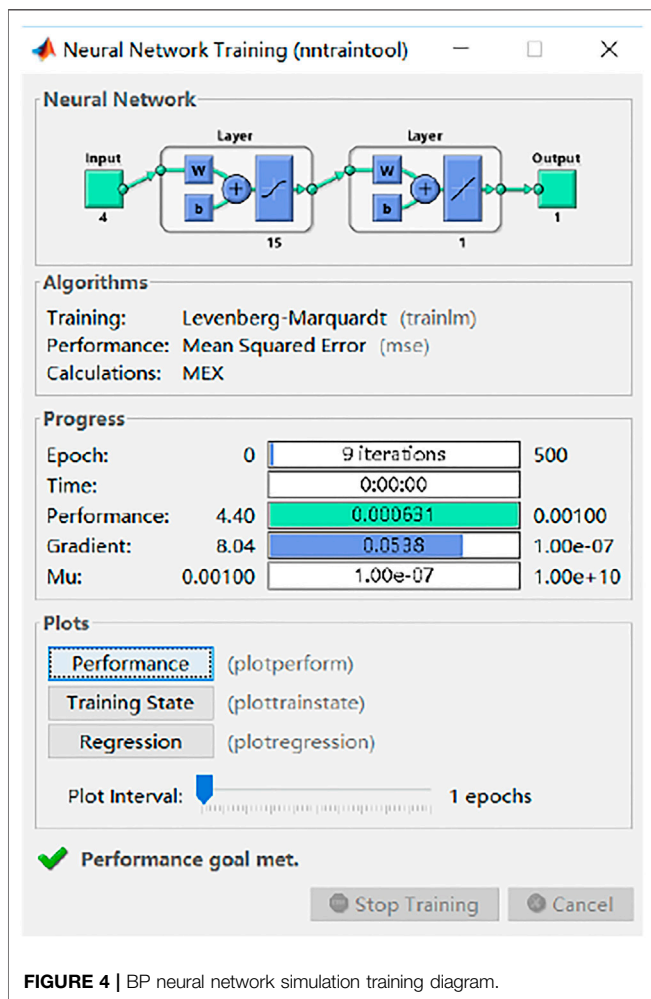 Neural Network Training (nntraintool)
Neural Network
Layer Layer
Input Output
W W
b b
4 15 1 1
Algorithms
Training: Levenberg-Marquardt (trainlm)
Performance: Mean Squared Error (mse)
Calculations: MEX
Progress
Epoch: 0 9 iterations 500
Time: 0:00:00
Performance: 4.40 0.000631 0.00100
Gradient: 8.04 0.0538 1.00e-07
Mu: 0.00100 1.00e-07 1.00e+10
Plots
Performance (plotperform)
Training State (plottrainstate)
Regression (plotregression)
Plot Interval: 1 epochs
Performance goal met.
Stop Training Cancel
FIGURE 4 | BP neural network simulation training diagram.